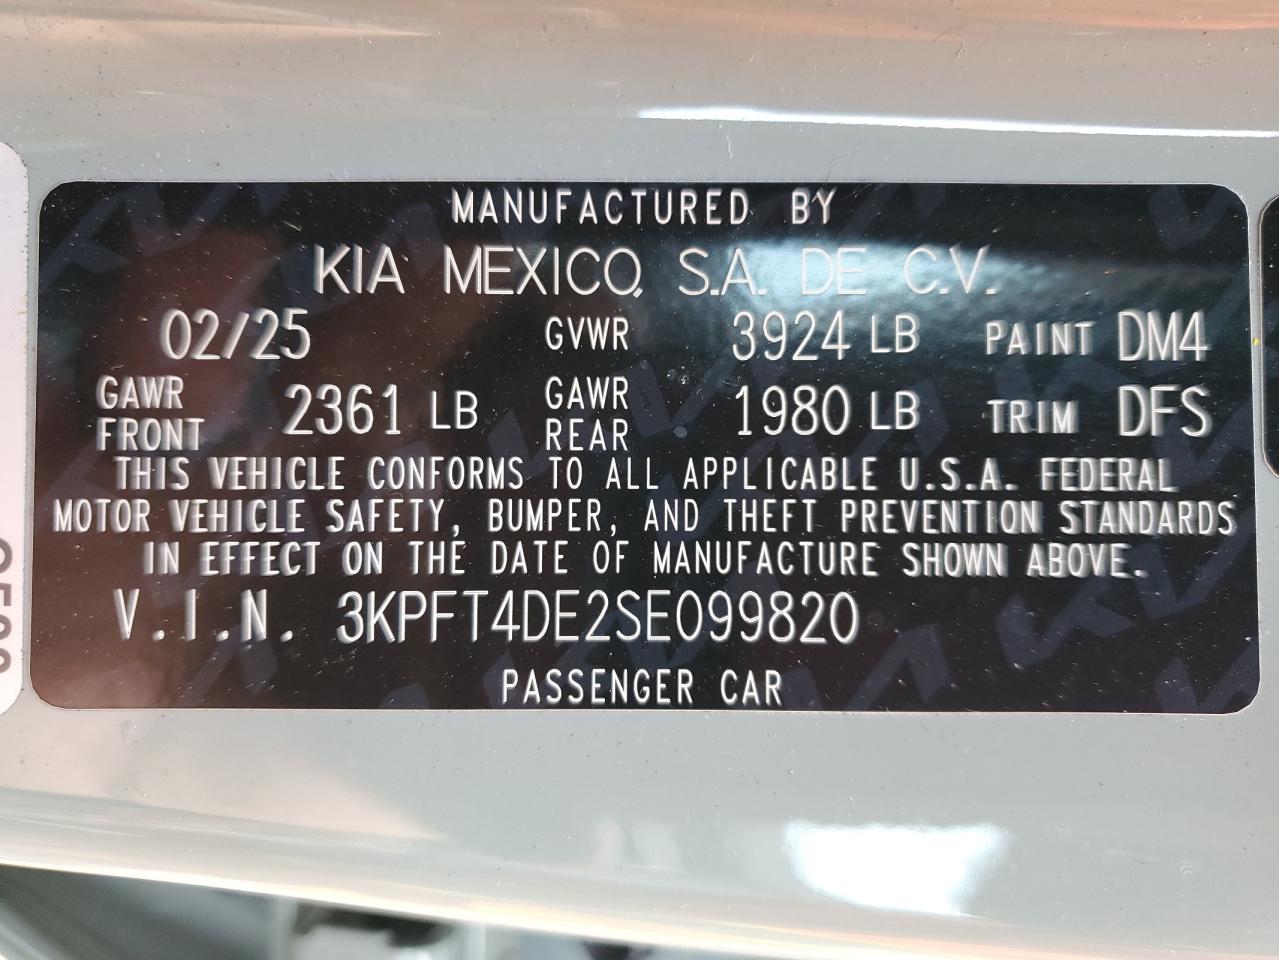 MANUFACTURED BY
KIA MEXICO, S.A. DE C.V.
02/25 GVWR 3924 LB PAINT DM4
GAWR FRONT 2361 LB GAWR REAR 1980 LB TRIM DFS
THIS VEHICLE CONFORMS TO ALL APPLICABLE U.S.A. FEDERAL
MOTOR VEHICLE SAFETY, BUMPER, AND THEFT PREVENTION STANDARDS
IN EFFECT ON THE DATE OF MANUFACTURE SHOWN ABOVE.
V.I.N. 3KPFT4DE2SE099820
PASSENGER CAR